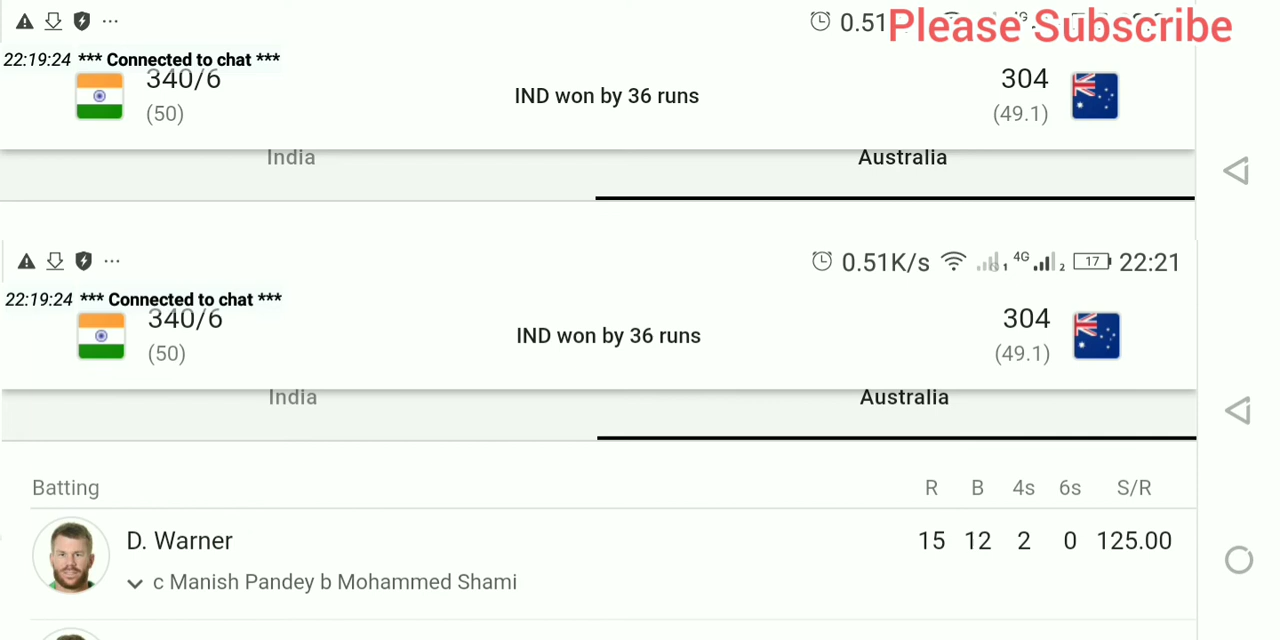 0.51 Please Subscribe
22:19:24 *** Connected to chat ***
340/6 IND won by 36 runs 304
(50) (49.1)
India Australia
0.51K/s 4G 1 2 17 22:21
22:19:24 *** Connected to chat ***
340/6 IND won by 36 runs 304
(50) (49.1)
India Australia
Batting R B 4s 6s S/R
D. Warner 15 12 2 0 125.00
c Manish Pandey b Mohammed Shami